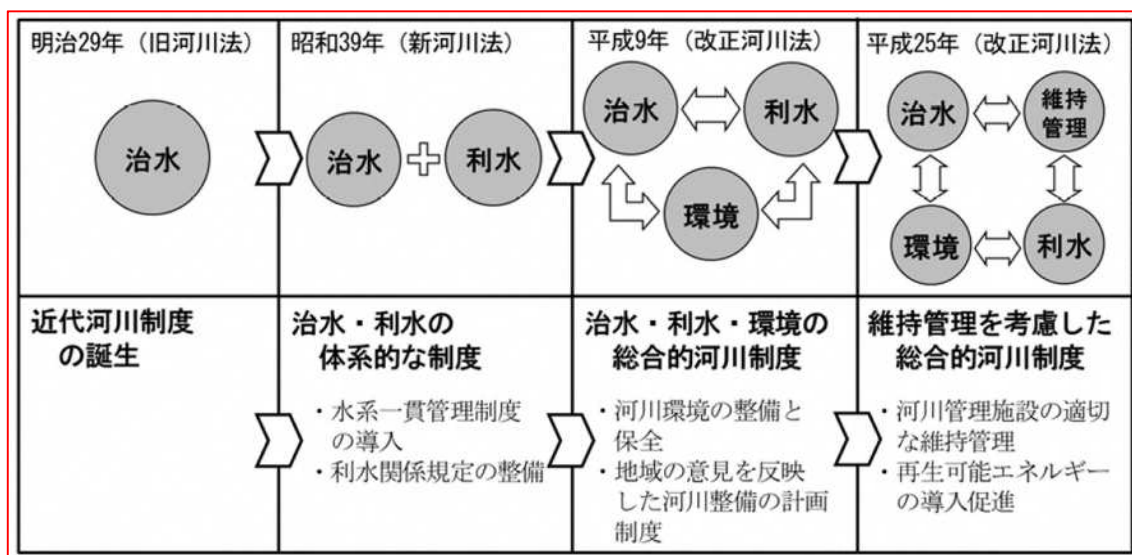 明治29年（旧河川法）
治水
昭和39年（新河川法）
治水
利水
平成9年（改正河川法）
治水
利水
環境
平成25年（改正河川法）
治水
維持
管理
環境
利水
近代河川制度
の誕生
治水・利水の
体系的な制度
・水系一貫管理制度
の導入
・利水関係規定の整備
治水・利水・環境の
総合的河川制度
・河川環境の整備と
保全
・地域の意見を反映
した河川整備の計画
制度
維持管理を考慮した
総合的河川制度
・河川管理施設の適切
な維持管理
・再生可能エネルギー
の導入促進